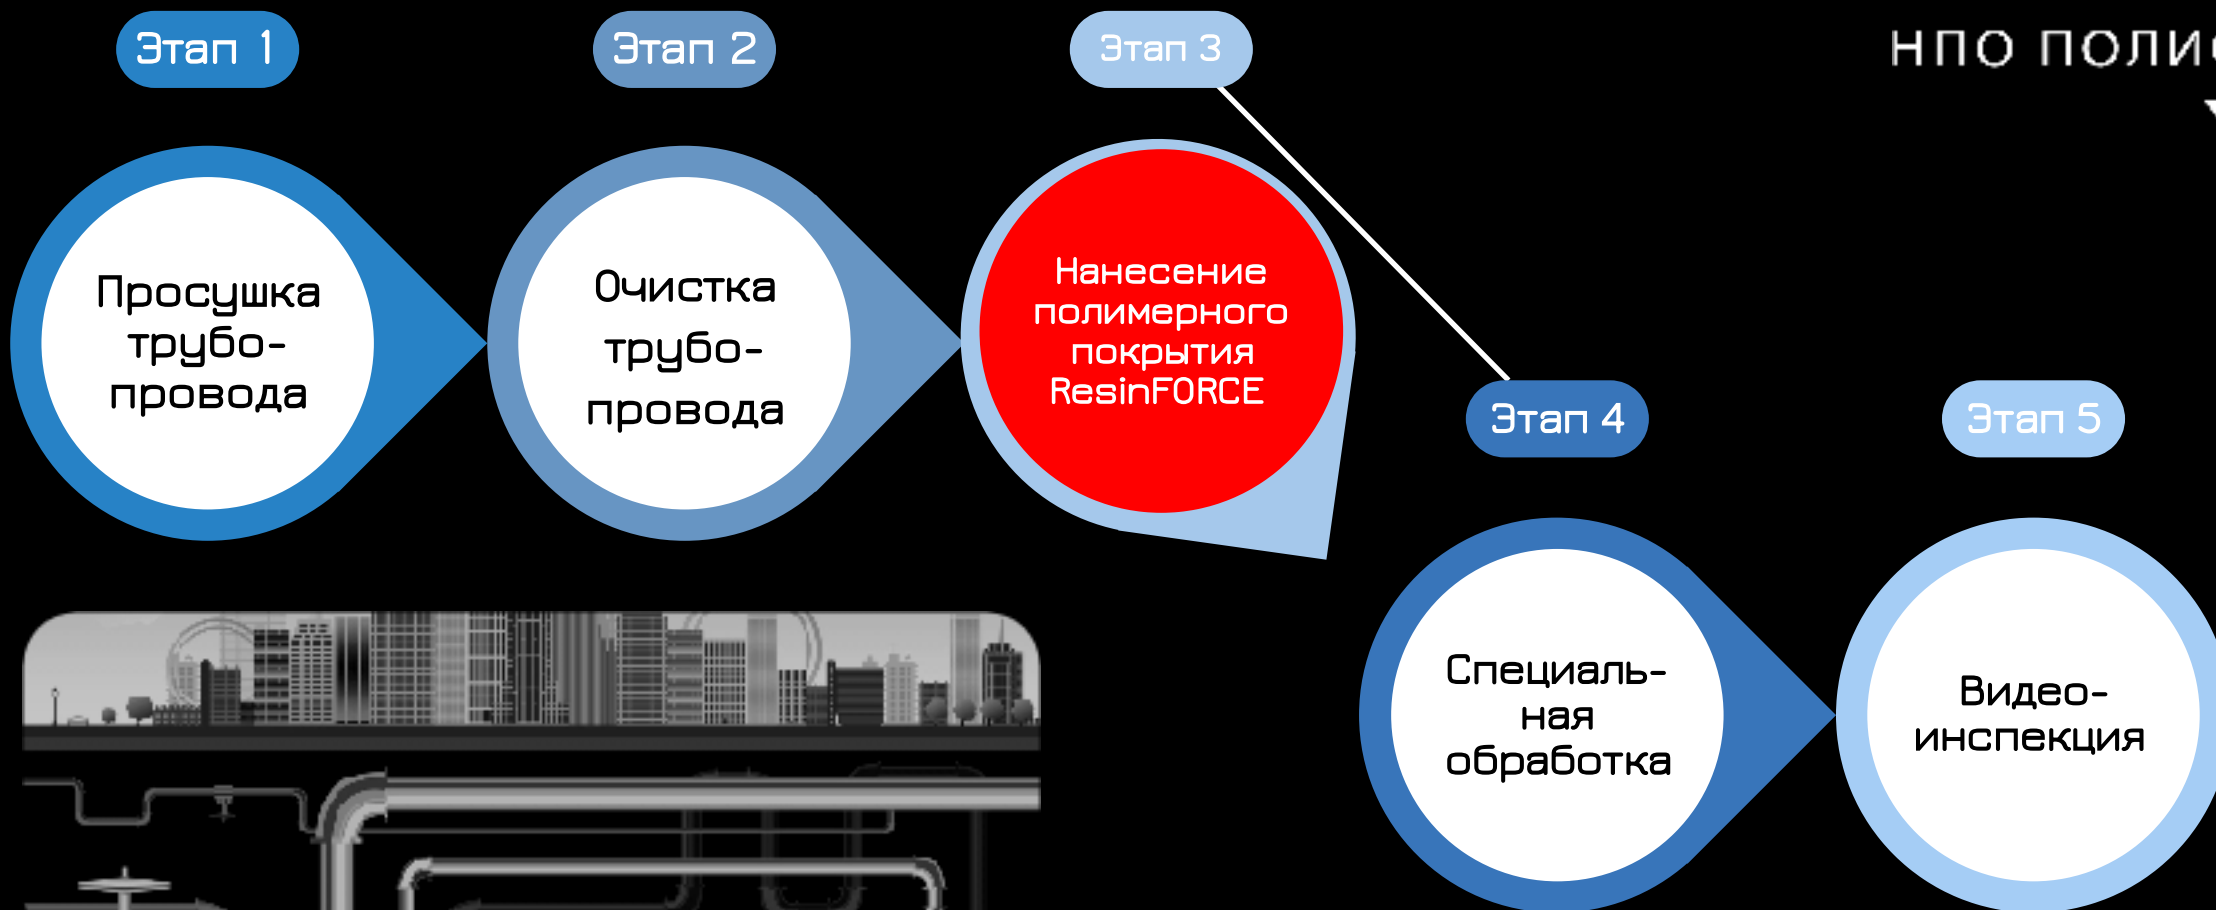 Этап 1
Этап 2
Этап 3
НПО
Просушка
трубо-
провода
Очистка
трубо-
провода
Нанесение
полимерного
покрытия
ResinFORCE
Этап 4
Этап 5
Специаль-
ная
обработка
Видео-
инспекция